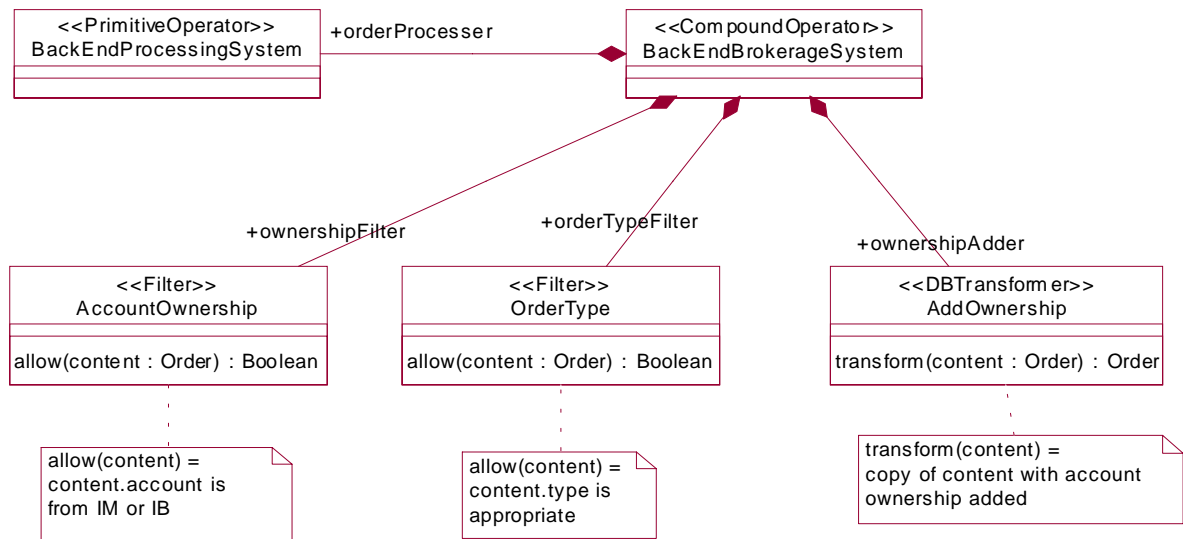 <<PrimitiveOperator>>
BackEndProcessingSystem
+orderProcesser
<<CompoundOperator>>
BackEndBrokerageSystem
+ownershipFilter
+orderTypeFilter
+ownershipAdder
<<Filter>>
AccountOwnership
allow(content : Order) : Boolean
<<Filter>>
OrderType
allow(content : Order) : Boolean
<<DBTransformer>>
AddOwnership
transform(content : Order) : Order
allow(content) =
content.account is
from IM or IB
allow(content) =
content.type is
appropriate
transform(content) =
copy of content with account
ownership added